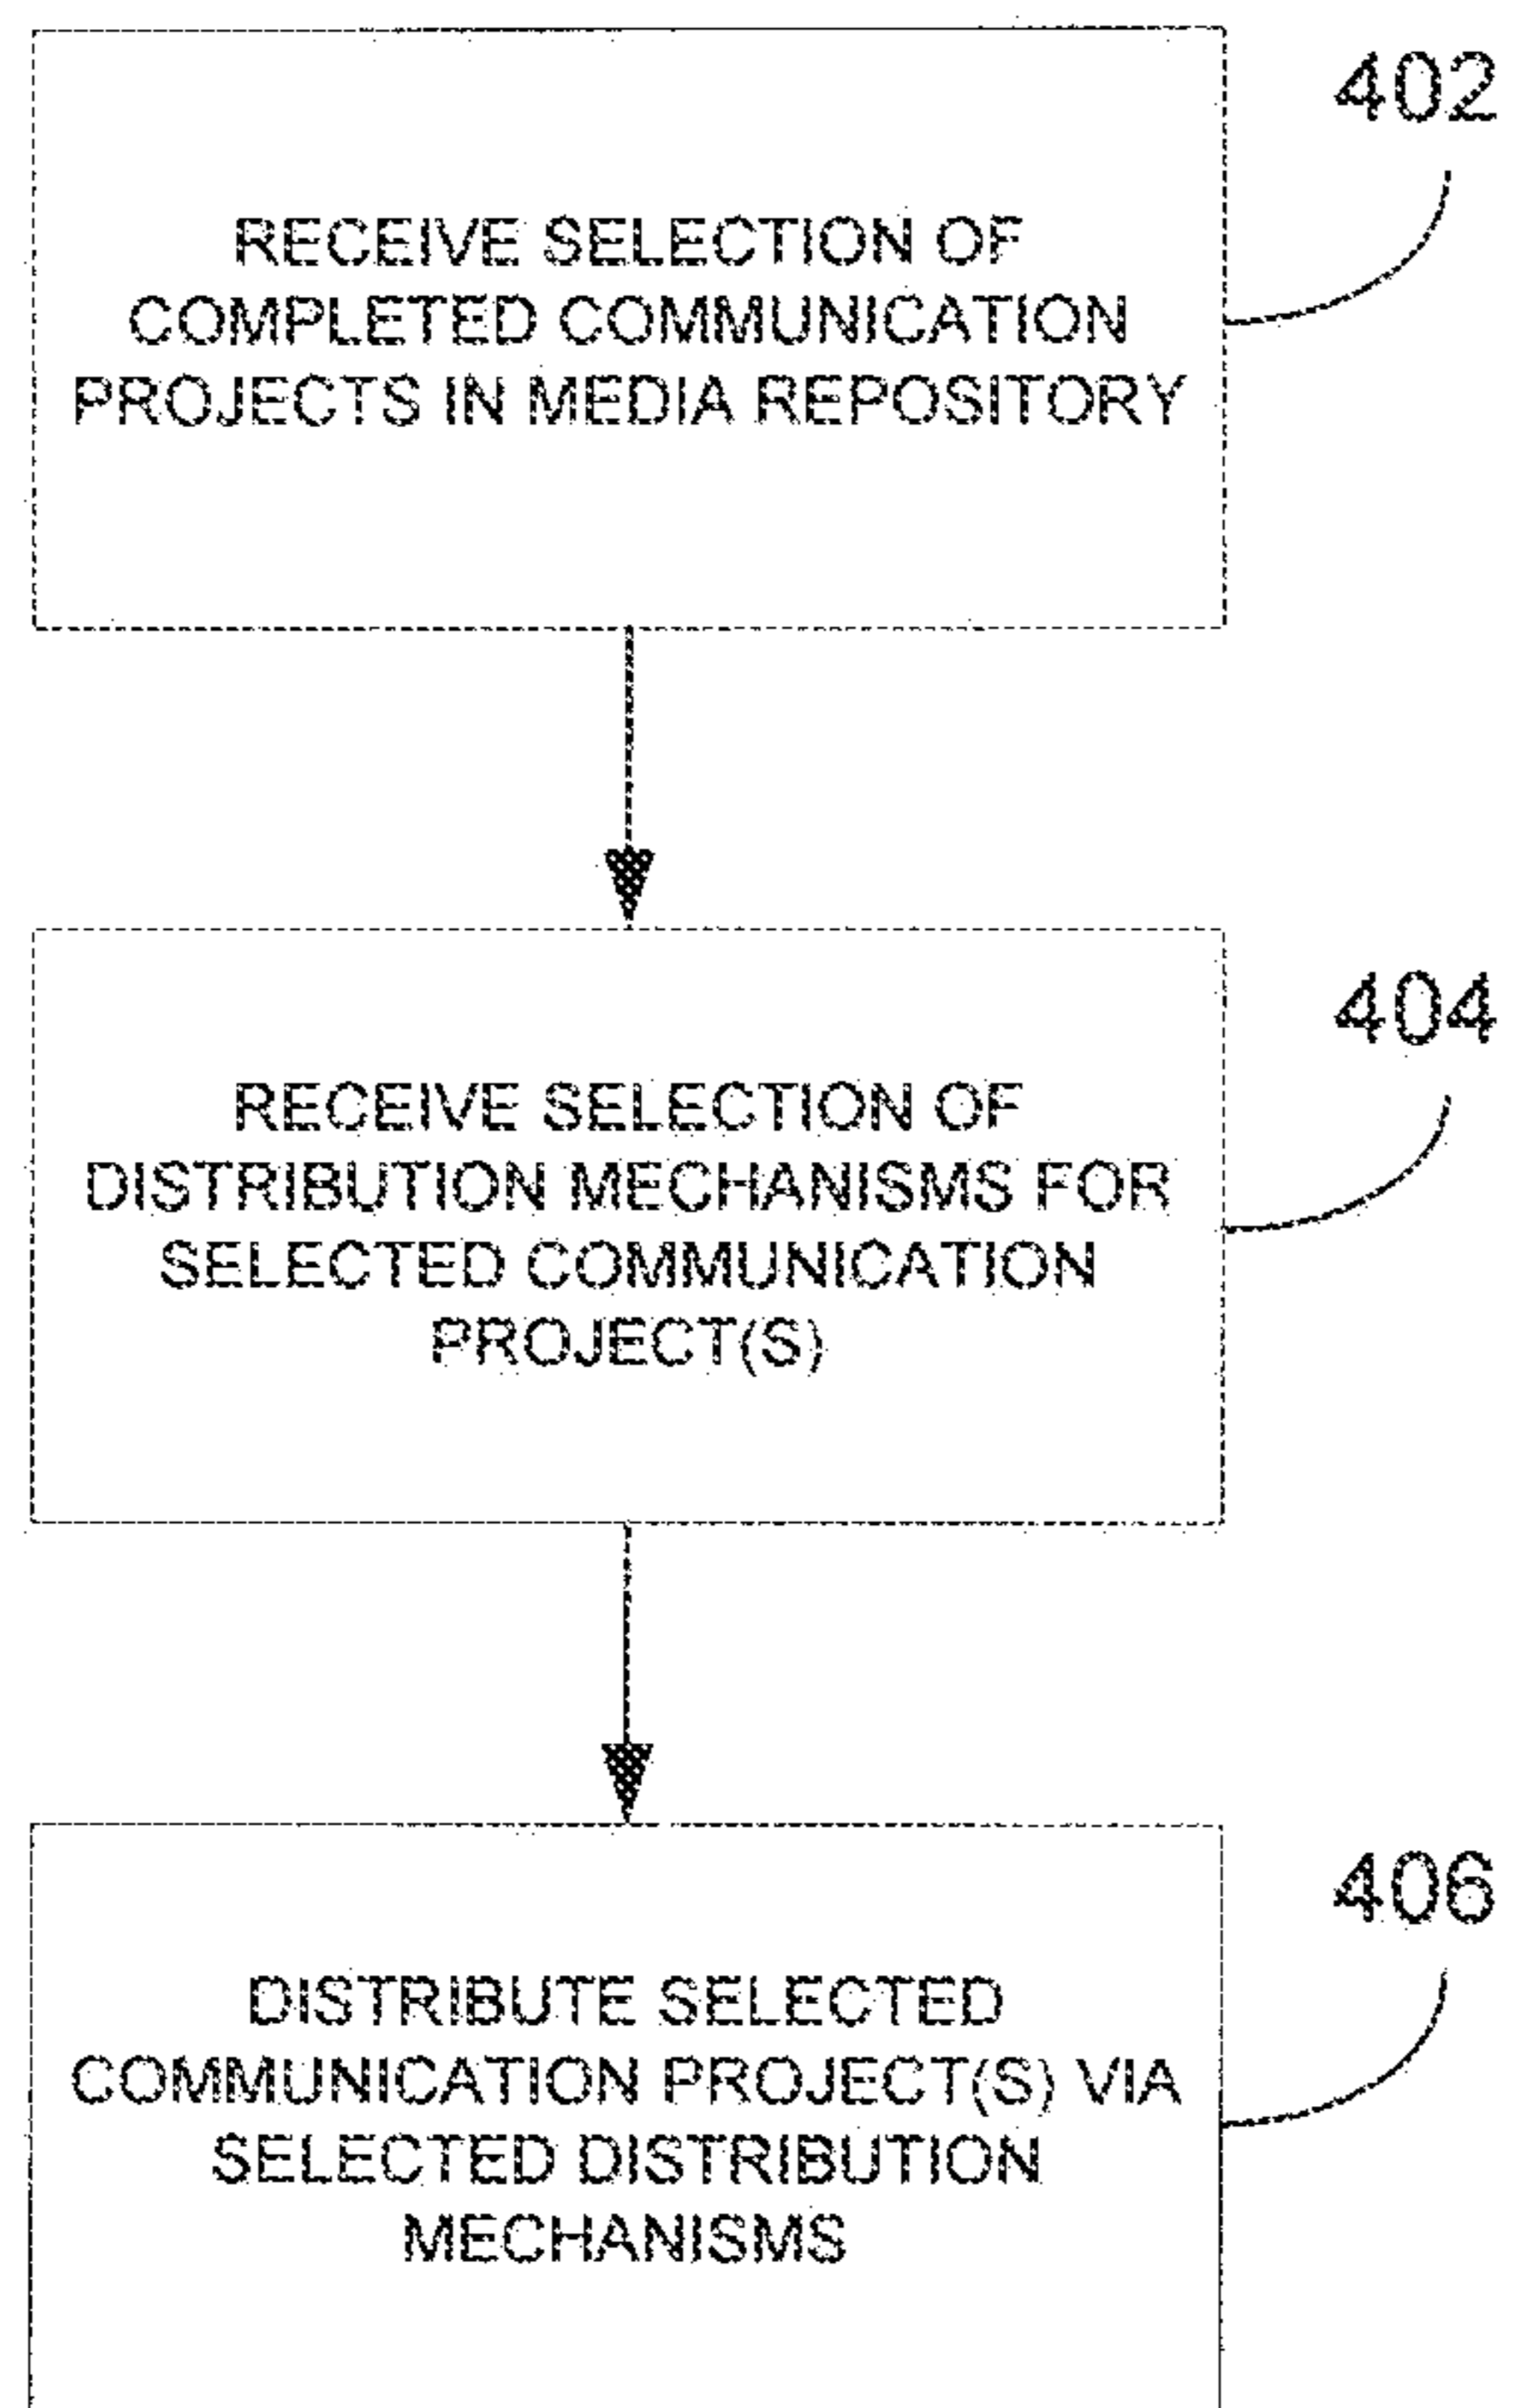 402
RECEIVE SELECTION OF
COMPLETED COMMUNICATION
PROJECTS IN MEDIA REPOSITORY
404
RECEIVE SELECTION OF
DISTRIBUTION MECHANISMS FOR
SELECTED COMMUNICATION
PROJECT(S)
406
DISTRIBUTE SELECTED
COMMUNICATION PROJECT(S) VIA
SELECTED DISTRIBUTION
MECHANISMS